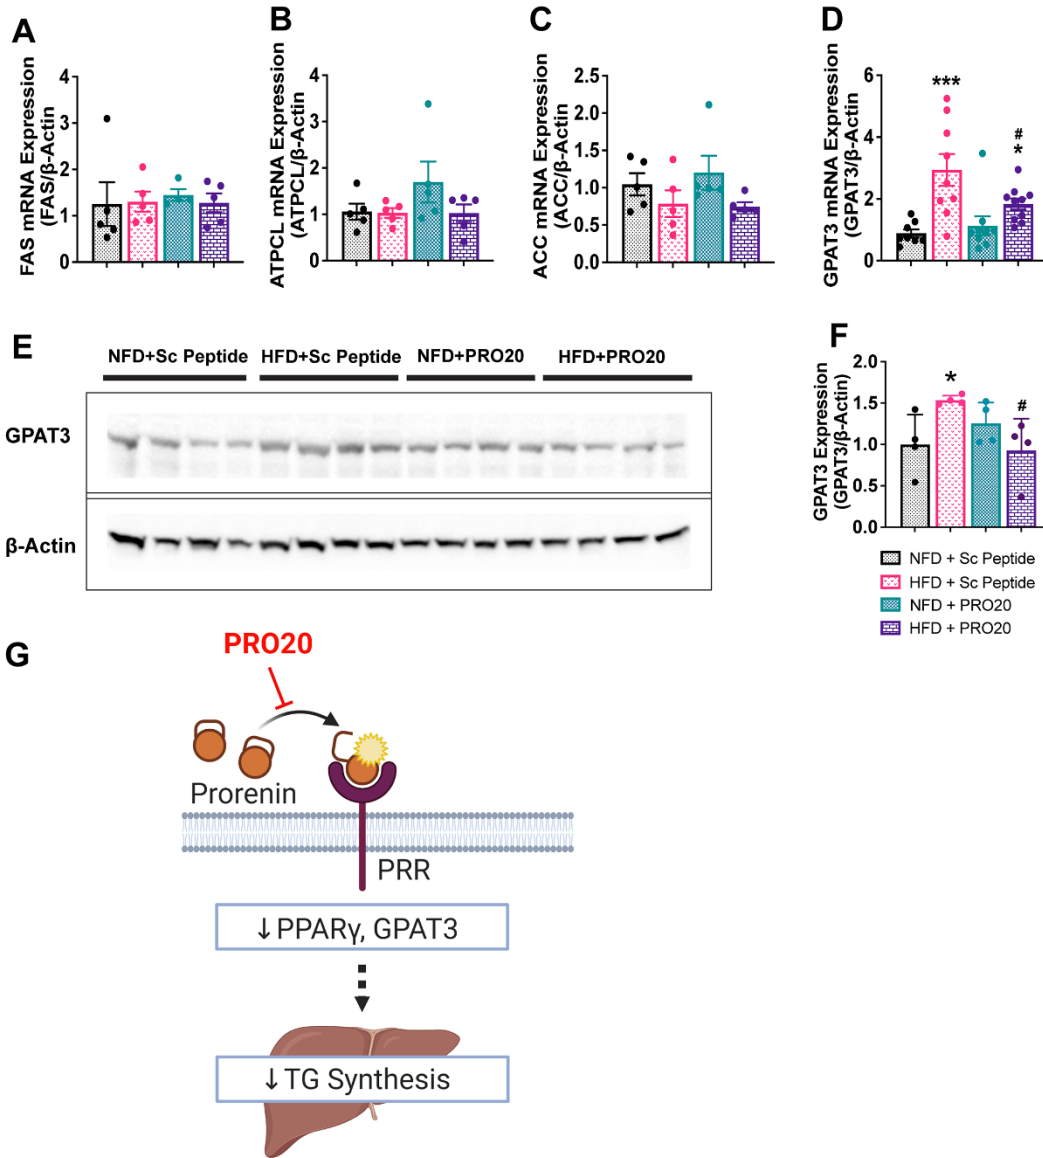 A
FAS mRNA Expression
(FAS/β-Actin)
4
3
2
1
0
B
ATPCL mRNA Expression
(ATPCL/β-Actin)
4
3
2
1
0
C
ACC mRNA Expression
(ACC/β-Actin)
2.5
2.0
1.5
1.0
0.5
0.0
D
GPAT3 mRNA Expression
(GPAT3/β-Actin)
6
4
2
0
***
#
*
E
NFD+Sc Peptide HFD+Sc Peptide NFD+PRO20 HFD+PRO20
GPAT3
β-Actin
F
GPAT3 Expression
(GPAT3/β-Actin)
2.0
1.5
1.0
0.5
0.0
*
#
NFD + Sc Peptide
HFD + Sc Peptide
NFD + PRO20
HFD + PRO20
G
PRO20
Prorenin
PRR
↓PPARγ, GPAT3
↓TG Synthesis